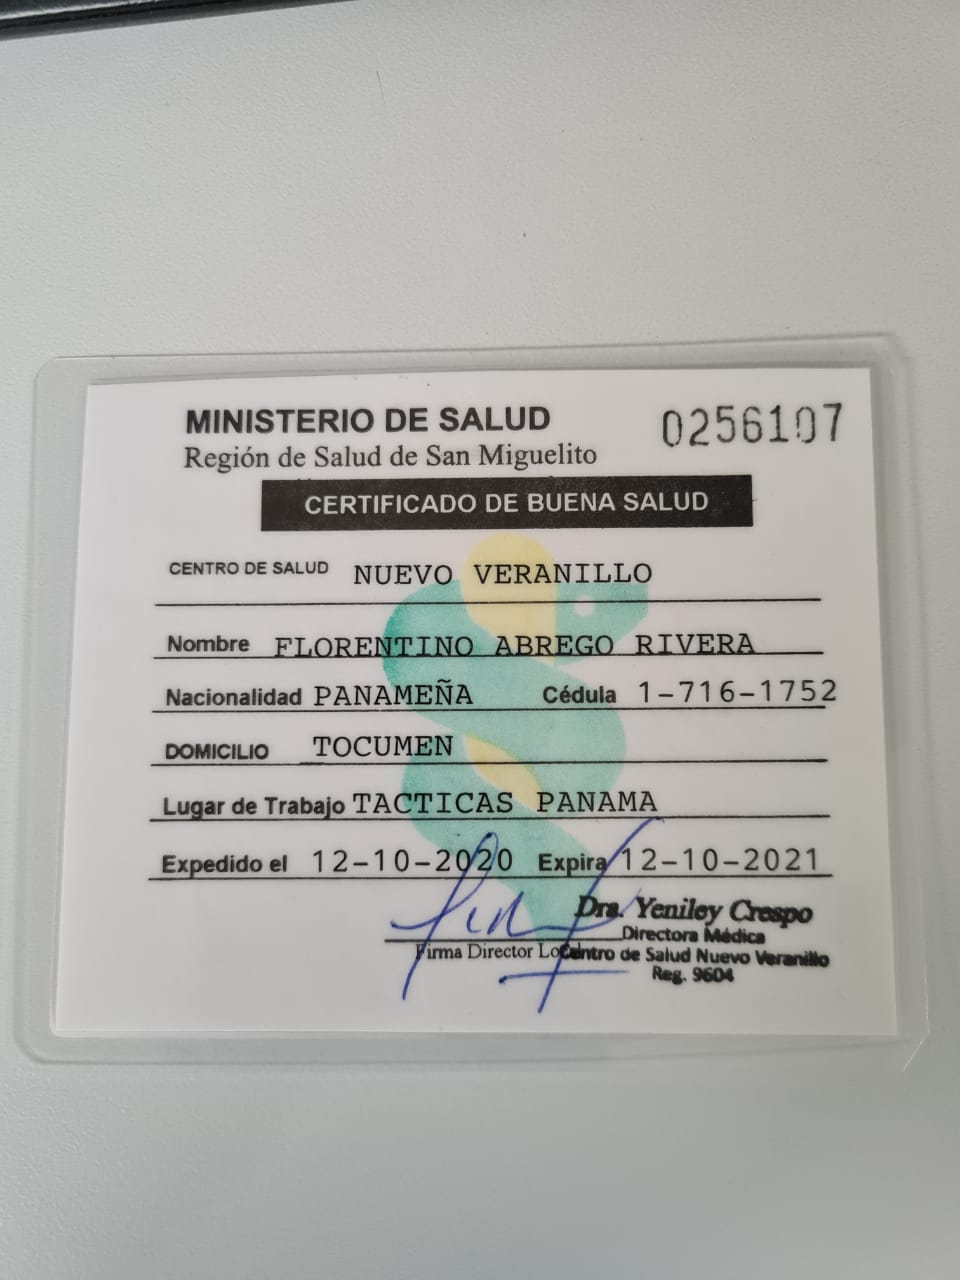 MINISTERIO DE SALUD 0256107
Región de Salud de San Miguelito
CERTIFICADO DE BUENA SALUD
CENTRO DE SALUD NUEVO VERANILLO
Nombre FLORENTINO ABREGO RIVERA
Nacionalidad PANAMEÑA Cédula 1-716-1752
DOMICILIO TOCUMEN
Lugar de Trabajo TACTICAS PANAMA
Expedido el 12-10-2020 Expira 12-10-2021
Dra. Yeniley Crespo
Directora Médica
Firma Director Centro de Salud Nuevo Veranillo
Reg. 9604